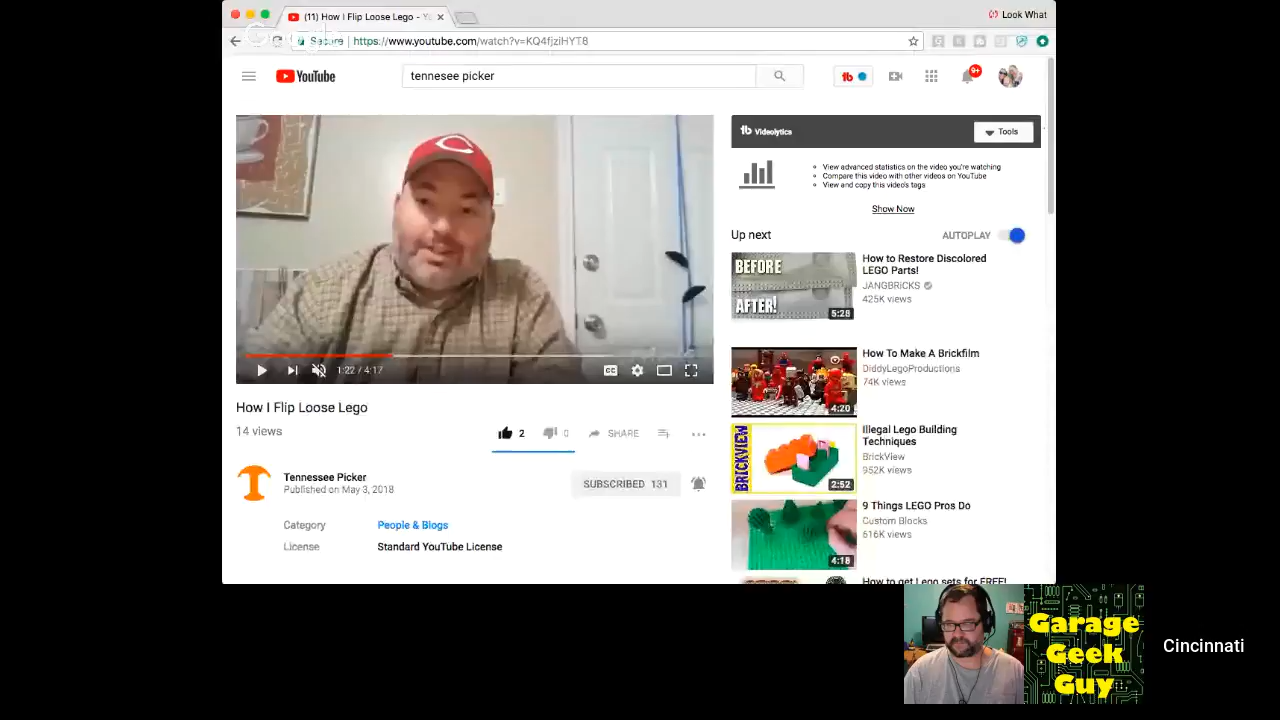 (11) How I Flip Loose Lego - Y
Look What
Secure | https://www.youtube.com/watch?v=KQ4fjziHYT8
YouTube
tennesee picker
9+
tb Videolytics
Tools
View advanced statistics on the video you're watching
Compare this video with other videos on YouTube
View and copy this video's tags
Show Now
Up next
AUTOPLAY
BEFORE
AFTER!
5:28
How to Restore Discolored
LEGO Parts!
JANGBRICKS
425K views
4:20
How To Make A Brickfilm
DiddyLegoProductions
74K views
BRICKVIEW
2:52
Illegal Lego Building
Techniques
BrickView
952K views
4:18
9 Things LEGO Pros Do
Custom Blocks
616K views
How to get Lego sets for FREE!
C
1:22 / 4:17
CC
How I Flip Loose Lego
14 views
2
0
SHARE
Tennessee Picker
Published on May 3, 2018
SUBSCRIBED 131
Category
People & Blogs
License
Standard YouTube License
Garage
Geek
Guy
Cincinnati